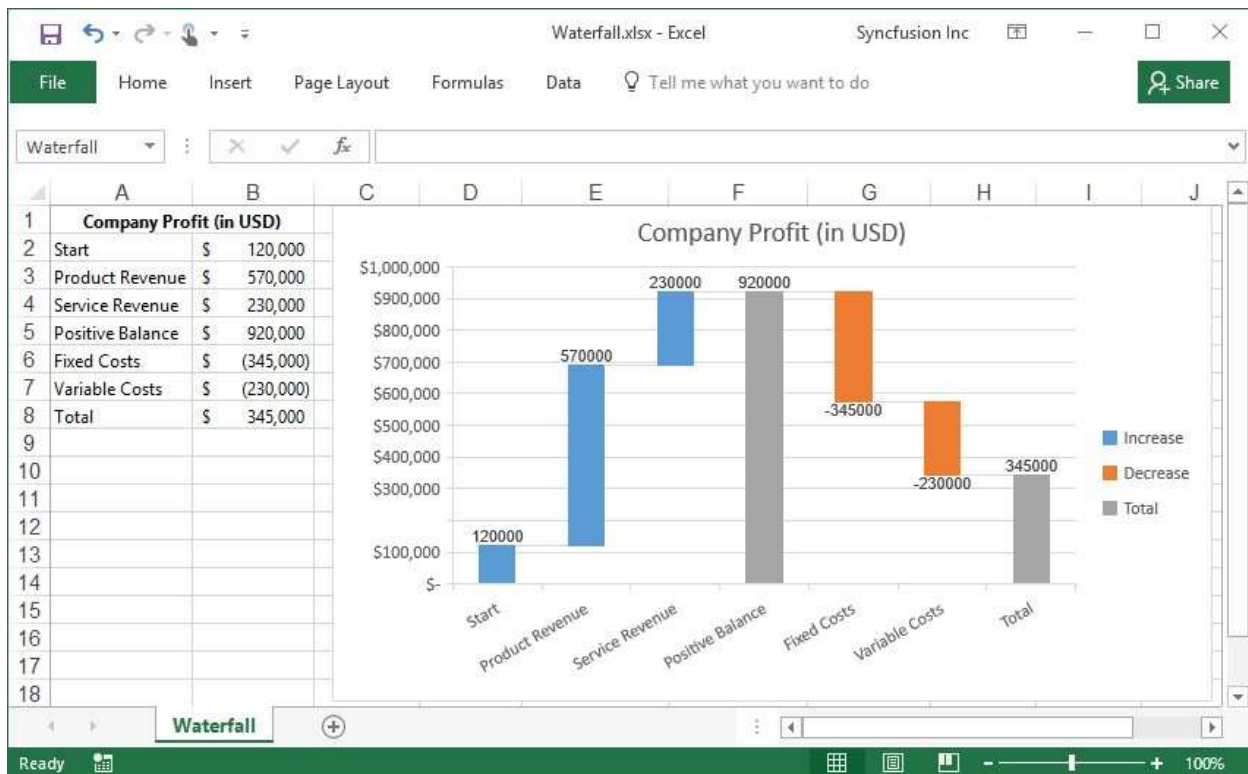 Waterfall.xlsx - Excel Syncfusion Inc
File Home Insert Page Layout Formulas Data Tell me what you want to do Share
Waterfall fx
A B C D E F G H I J
1 Company Profit (in USD)
2 Start $ 120,000
3 Product Revenue $ 570,000
4 Service Revenue $ 230,000
5 Positive Balance $ 920,000
6 Fixed Costs $ (345,000)
7 Variable Costs $ (230,000)
8 Total $ 345,000
9
10
11
12
13
14
15
16
17
18
Company Profit (in USD)
$1,000,000
$900,000
$800,000
$700,000
$600,000
$500,000
$400,000
$300,000
$100,000
$-
120000
570000
230000
920000
-345000
-230000
345000
Start
Product Revenue
Service Revenue
Positive Balance
Fixed Costs
Variable Costs
Total
Increase
Decrease
Total
Waterfall
Ready 100%